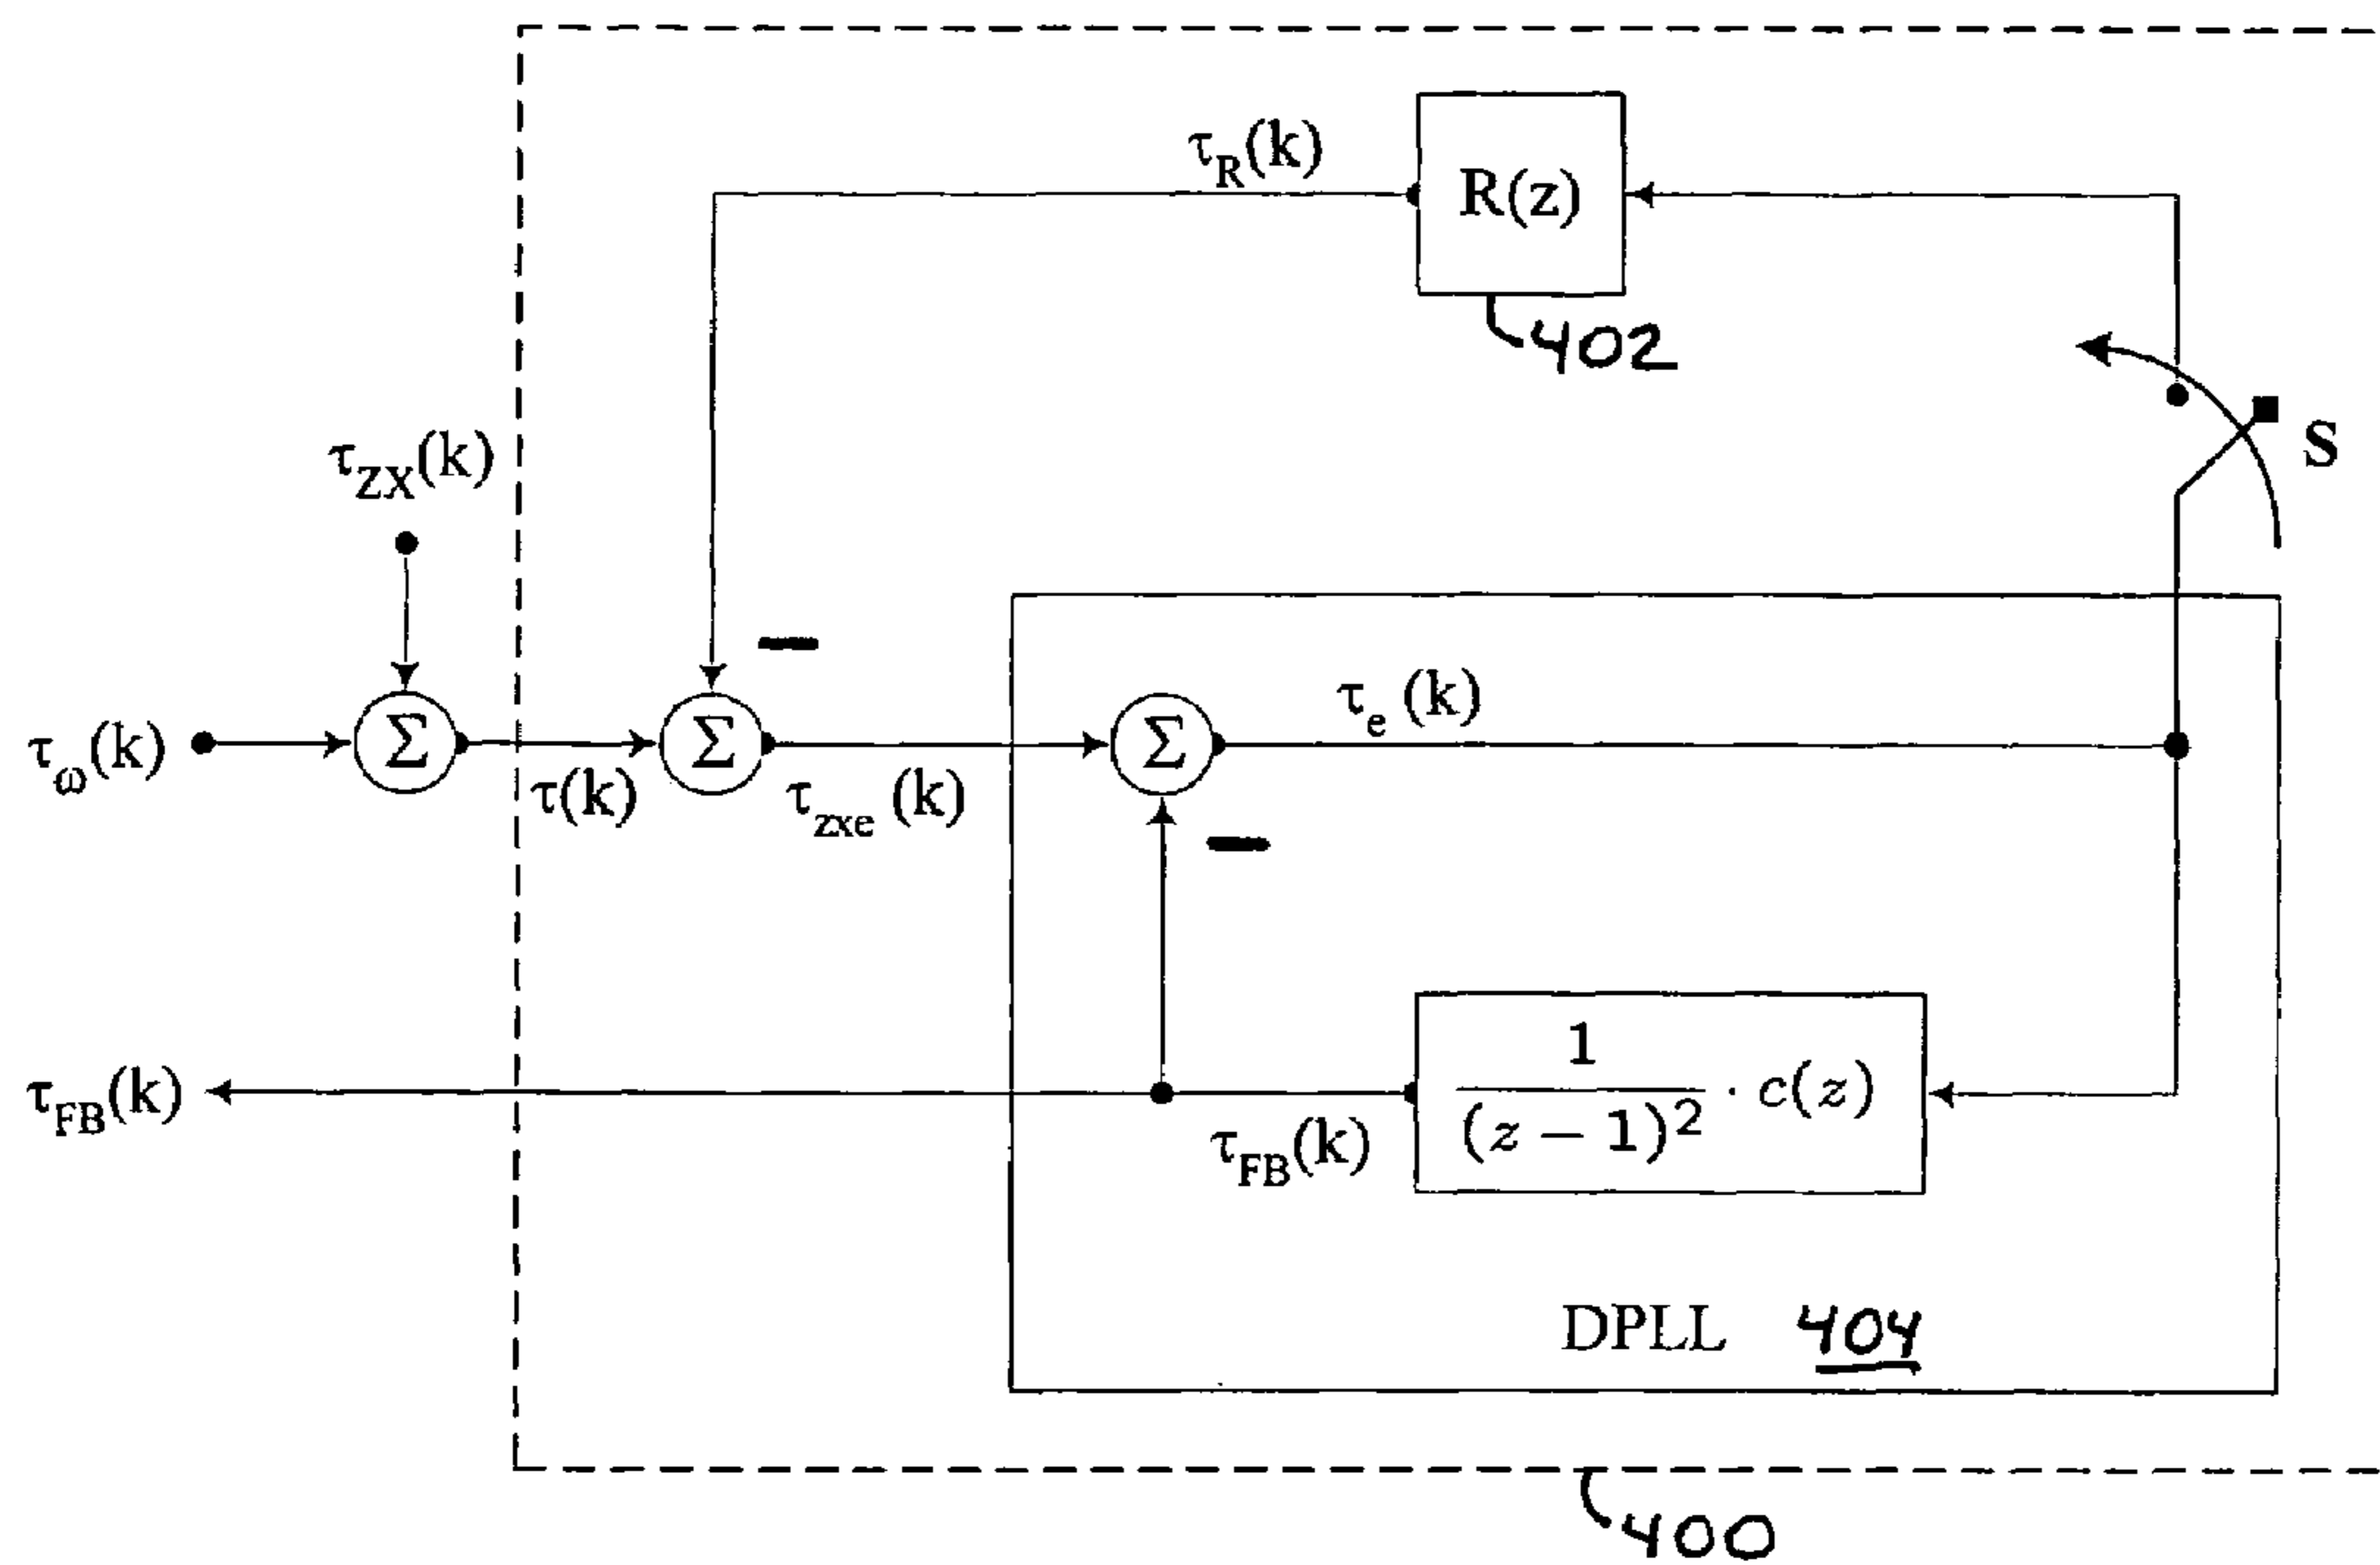 τR(k)
R(z)
402
τZX(k)
S
τe (k)
Σ
Σ
Σ
τω(k)
τ(k)
τzxe (k)
−
−
1
(z − 1)2
· c(z)
τFB(k)
τFB(k)
DPLL 404
400